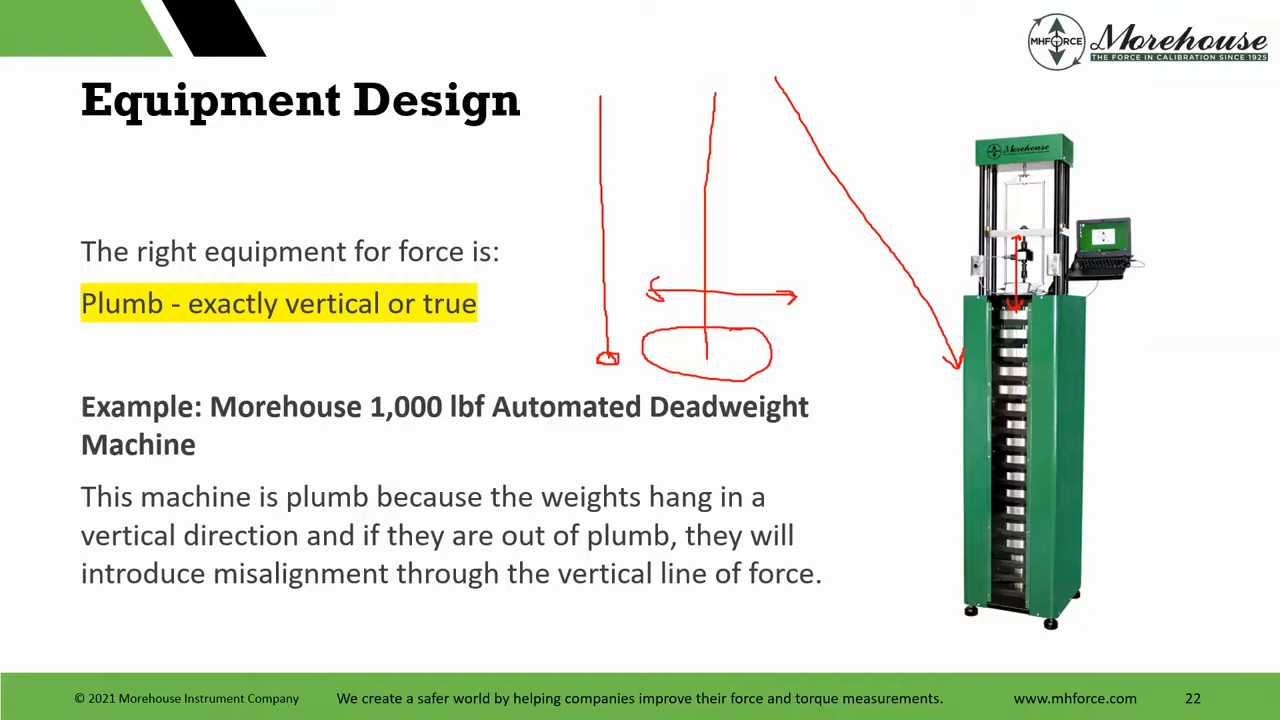 MHFORCE
Morehouse
THE FORCE IN CALIBRATION SINCE 1925
Equipment Design
Morehouse
The right equipment for force is:
Plumb - exactly vertical or true
Example: Morehouse 1,000 lbf Automated Deadweight
Machine
This machine is plumb because the weights hang in a
vertical direction and if they are out of plumb, they will
introduce misalignment through the vertical line of force.
© 2021 Morehouse Instrument Company
We create a safer world by helping companies improve their force and torque measurements.
www.mhforce.com
22